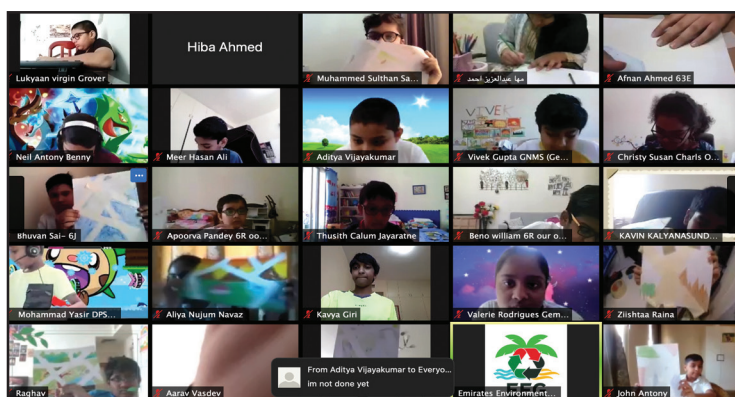 Lukyaan virgin Grover
Hiba Ahmed
Muhammed Sulthan Sa...
مها عبدالعزيز احمد
Afnan Ahmed 63E
Neil Antony Benny
Meer Hasan Ali
Aditya Vijayakumar
VIVEK
Vivek Gupta GNMS (Ge...
Christy Susan Charls O...
Bhuvan Sai- 6J
Apoorva Pandey 6R oo...
Thusith Calum Jayaratne
Beno william 6R our o...
KAVIN KALYANASUND...
Mohammad Yasir DPS...
Aliya Nujum Navaz
Kavya Giri
Valerie Rodrigues Gem...
Ziishtaa Raina
Raghav
Aarav Vasdev
From Aditya Vijayakumar to Everyo...
im not done yet
EEG
Emirates Environment...
John Antony